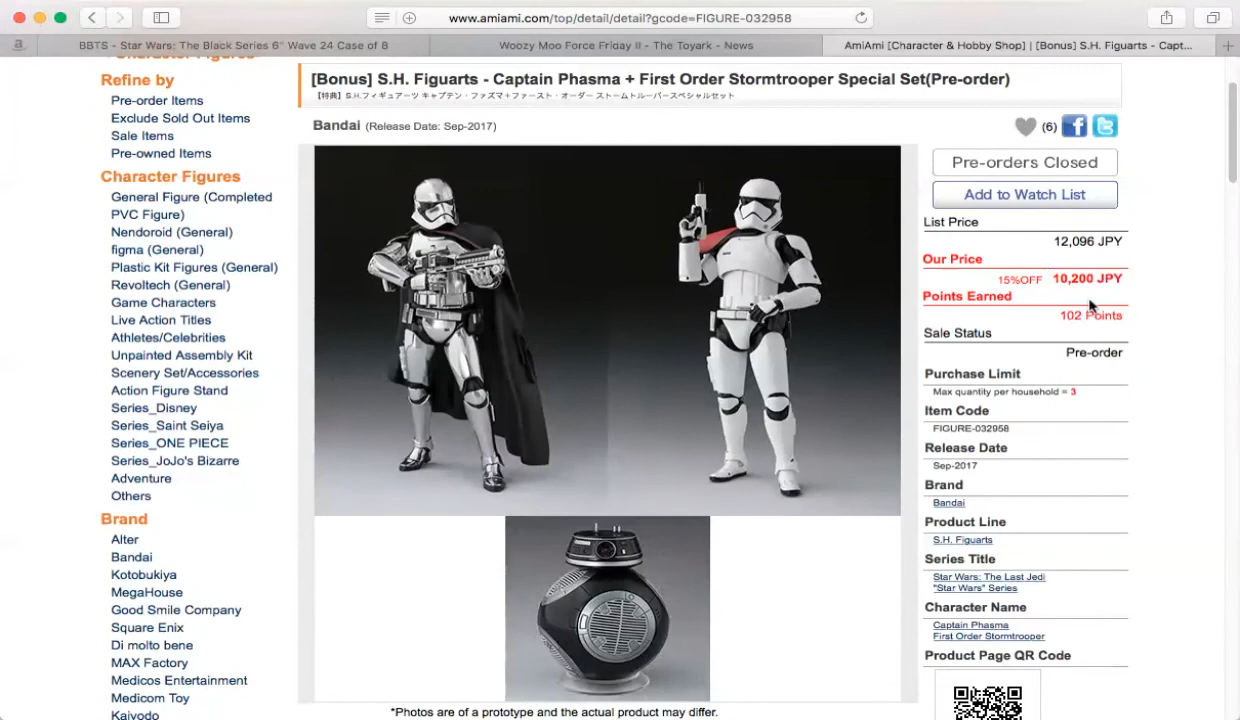 www.amiami.com/top/detail/detail?gcode=FIGURE-032958
a
BBTS - Star Wars: The Black Series 6" Wave 24 Case of 8
Woozy Moo Force Friday II - The Toyark - News
AmiAmi [Character & Hobby Shop] | [Bonus] S.H. Figuarts - Capt...
Character Figures
Refine by
Pre-order Items
Exclude Sold Out Items
Sale Items
Pre-owned Items
Character Figures
General Figure (Completed
PVC Figure)
Nendoroid (General)
figma (General)
Plastic Kit Figures (General)
Revoltech (General)
Game Characters
Live Action Titles
Athletes/Celebrities
Unpainted Assembly Kit
Scenery Set/Accessories
Action Figure Stand
Series_Disney
Series_Saint Seiya
Series_ONE PIECE
Series_JoJo's Bizarre
Adventure
Others
Brand
Alter
Bandai
Kotobukiya
MegaHouse
Good Smile Company
Square Enix
Di molto bene
MAX Factory
Medicos Entertainment
Medicom Toy
Kaiyodo
[Bonus] S.H. Figuarts - Captain Phasma + First Order Stormtrooper Special Set(Pre-order)
【特典】S.H.フィギュアーツ キャプテン・ファズマ＋ファースト・オーダー ストームトルーパースペシャルセット
Bandai (Release Date: Sep-2017)
(6)
*Photos are of a prototype and the actual product may differ.
Pre-orders Closed
Add to Watch List
List Price
12,096 JPY
Our Price
15%OFF 10,200 JPY
Points Earned
102 Points
Sale Status
Pre-order
Purchase Limit
Max quantity per household = 3
Item Code
FIGURE-032958
Release Date
Sep-2017
Brand
Bandai
Product Line
S.H. Figuarts
Series Title
Star Wars: The Last Jedi
"Star Wars" Series
Character Name
Captain Phasma
First Order Stormtrooper
Product Page QR Code